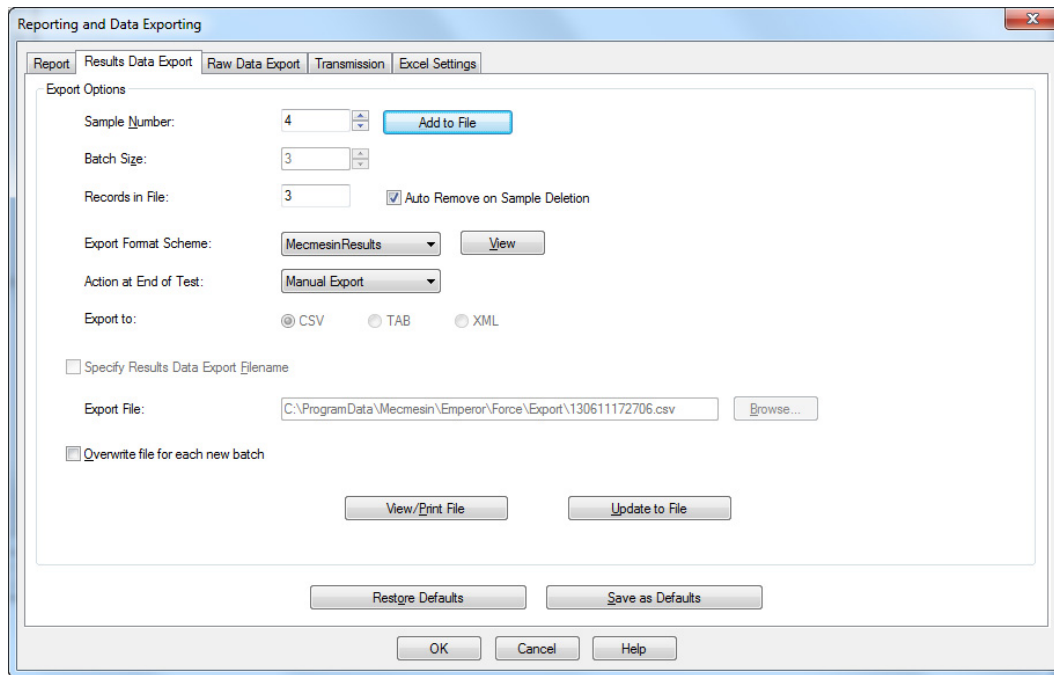 Reporting and Data Exporting
x
Report Results Data Export Raw Data Export Transmission Excel Settings
Export Options
Sample Number: 4 Add to File
Batch Size: 3
Records in File: 3 Auto Remove on Sample Deletion
Export Format Scheme: MecmesinResults View
Action at End of Test: Manual Export
Export to: CSV TAB XML
Specify Results Data Export Filename
Export File: C:\ProgramData\Mecmesin\Emperor\Force\Export\130611172706.csv Browse...
Overwrite file for each new batch
View/Print File Update to File
Restore Defaults Save as Defaults
OK Cancel Help